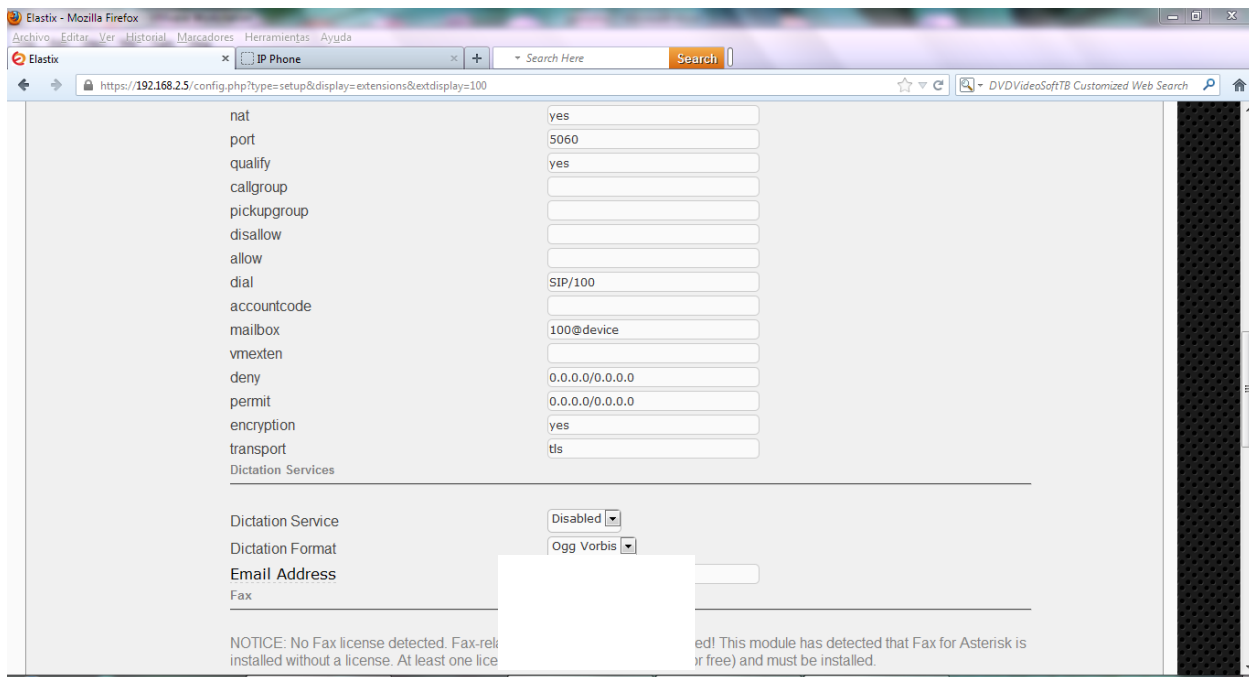 Elastix - Mozilla Firefox
Archivo Editar Ver Historial Marcadores Herramientas Ayuda
Elastix IP Phone Search Here Search
https://192.168.2.5/config.php?type=setup&display=extensions&extdisplay=100 DVDVideoSoftTB Customized Web Search
nat yes
port 5060
qualify yes
callgroup
pickupgroup
disallow
allow
dial SIP/100
accountcode
mailbox 100@device
vmexten
deny 0.0.0.0/0.0.0.0
permit 0.0.0.0/0.0.0.0
encryption yes
transport tls
Dictation Services
Dictation Service Disabled
Dictation Format Ogg Vorbis
Email Address
Fax
NOTICE: No Fax license detected. ! This module has detected that Fax for Asterisk is
installed without a license. At least one for free) and must be installed.